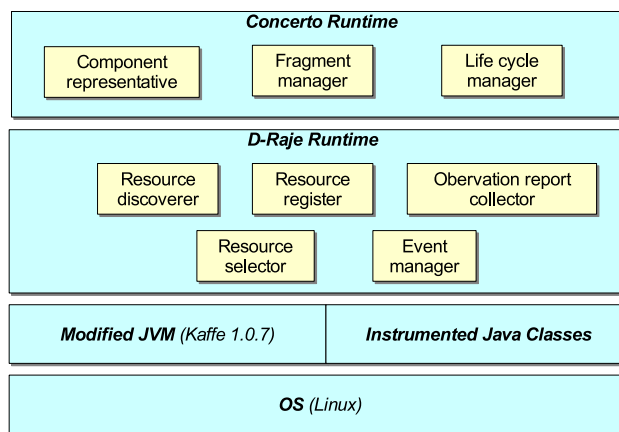 Concerto Runtime
Component
representative
Fragment
manager
Life cycle
manager
D-Raje Runtime
Resource
discoverer
Resource
register
Obervation report
collector
Resource
selector
Event
manager
Modified JVM (Kaffe 1.0.7)
Instrumented Java Classes
OS (Linux)